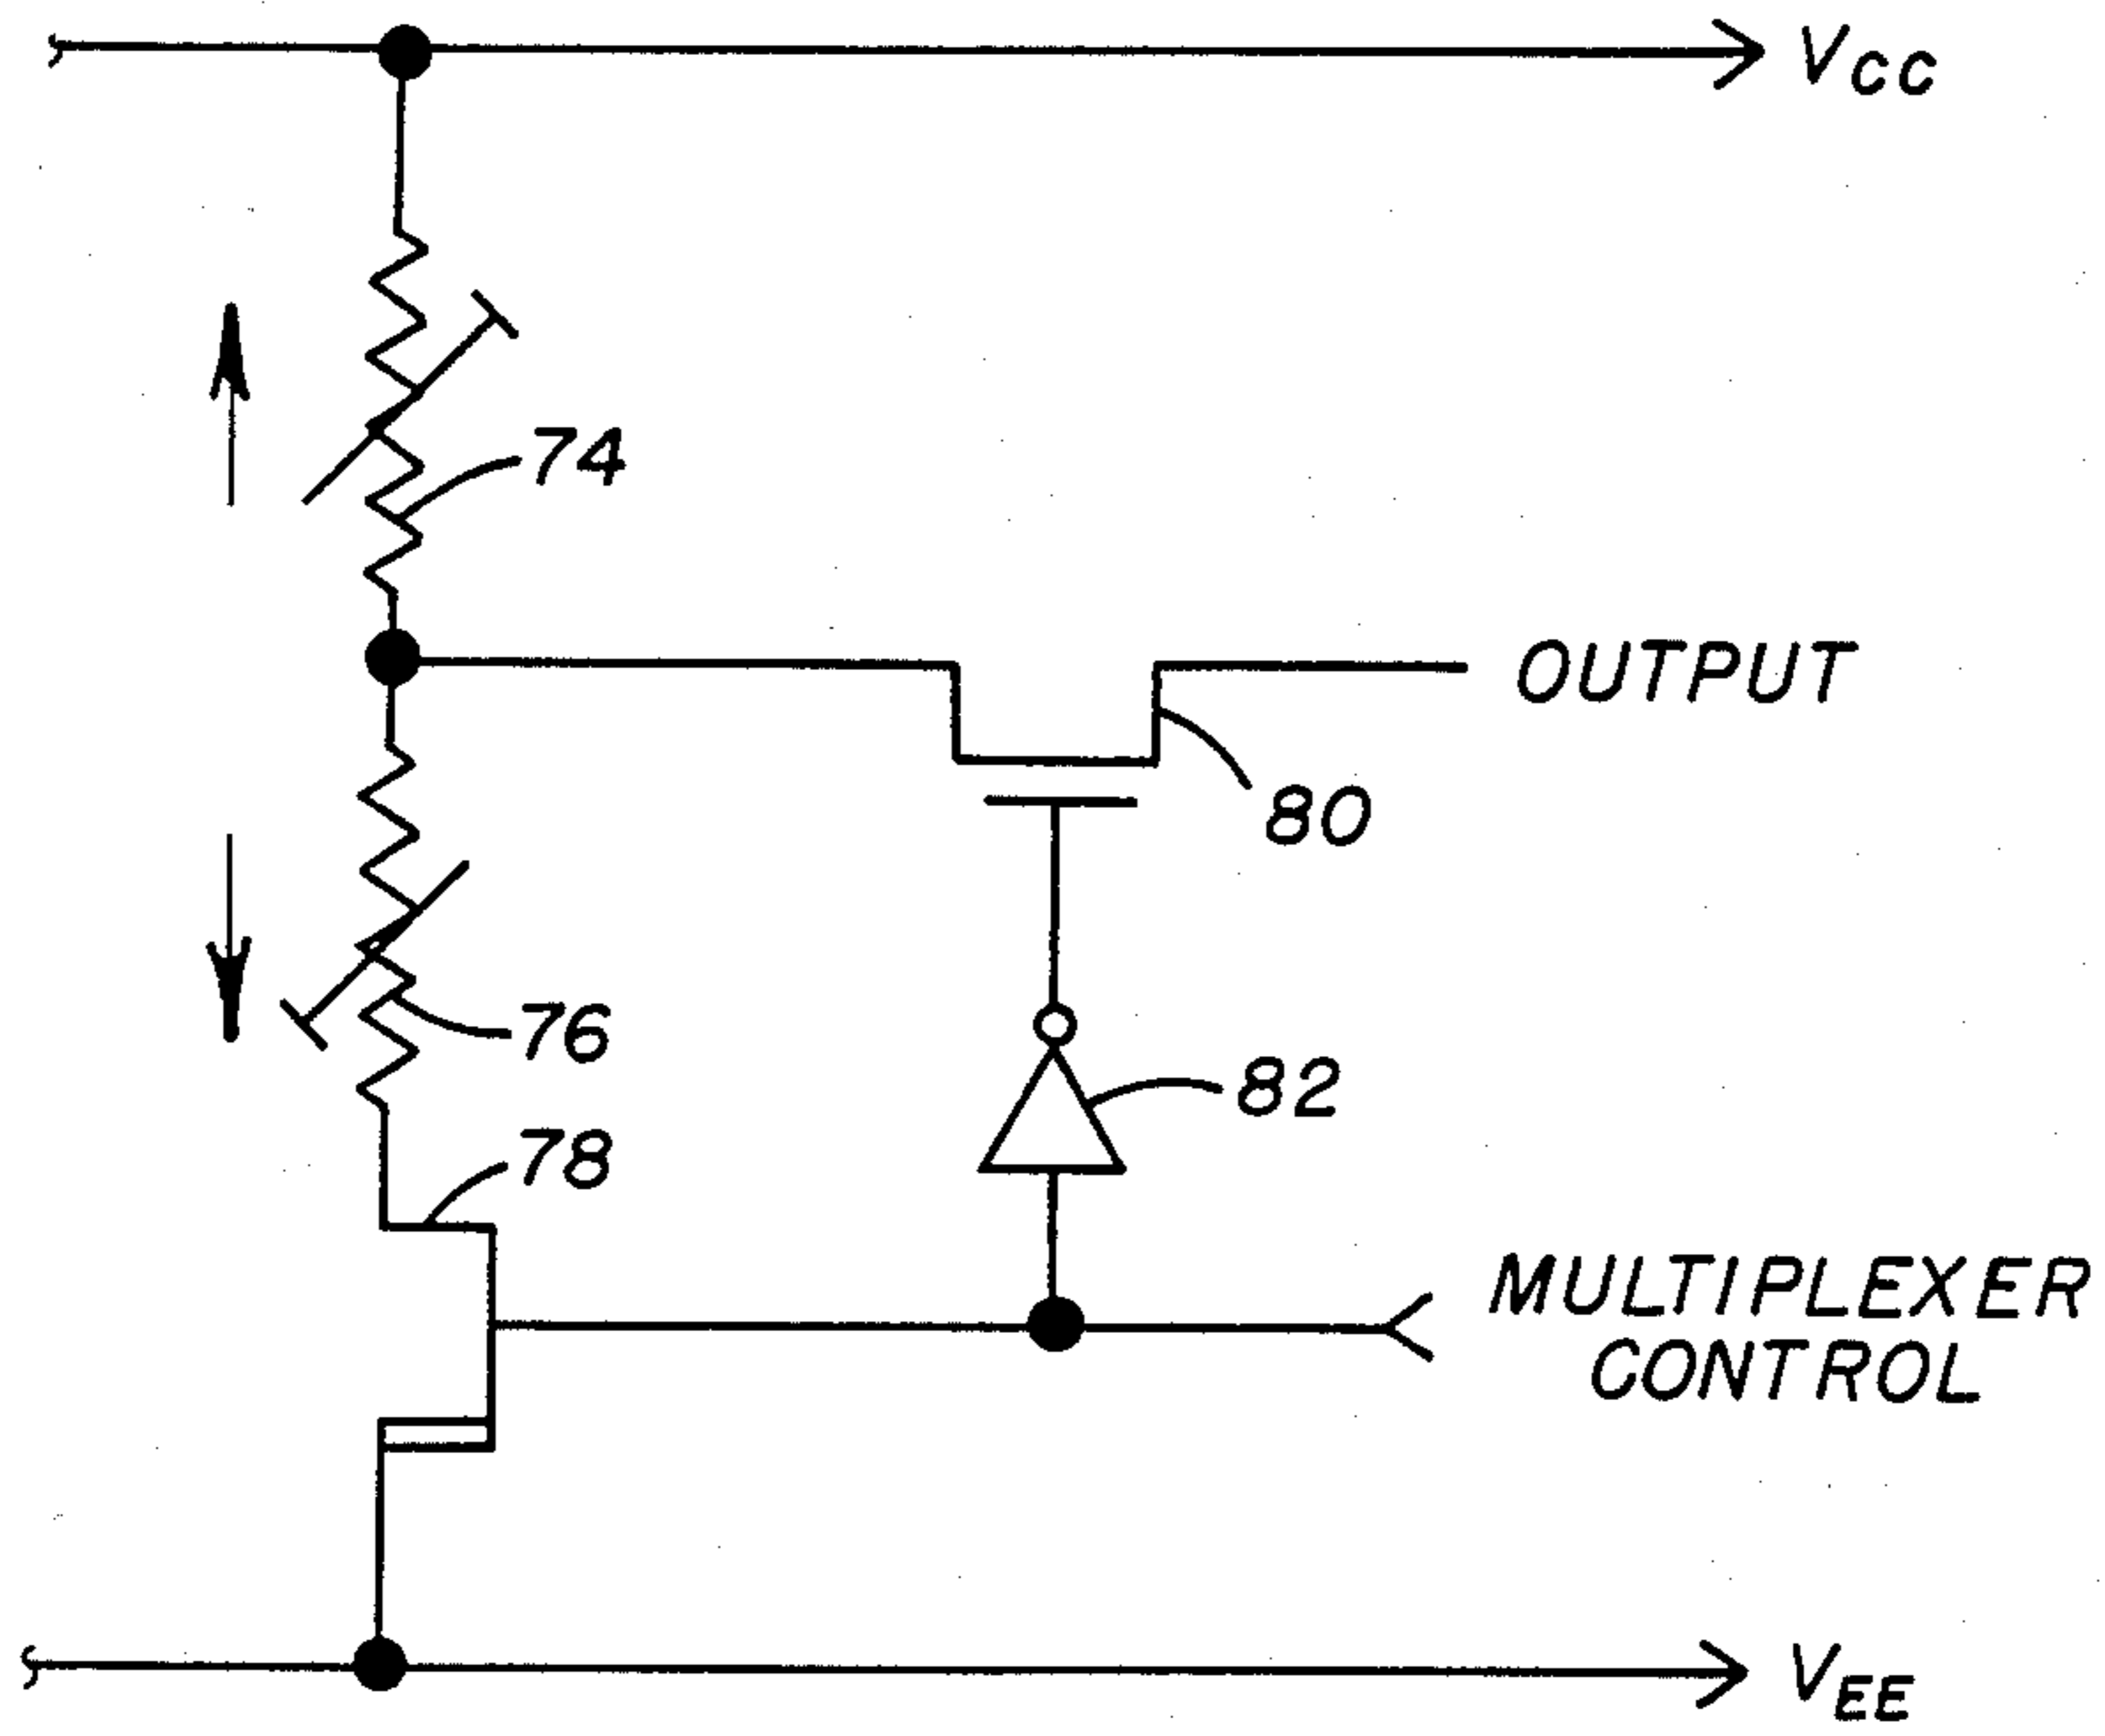 VCC
74
OUTPUT
80
76
82
78
MULTIPLEXER
CONTROL
VEE